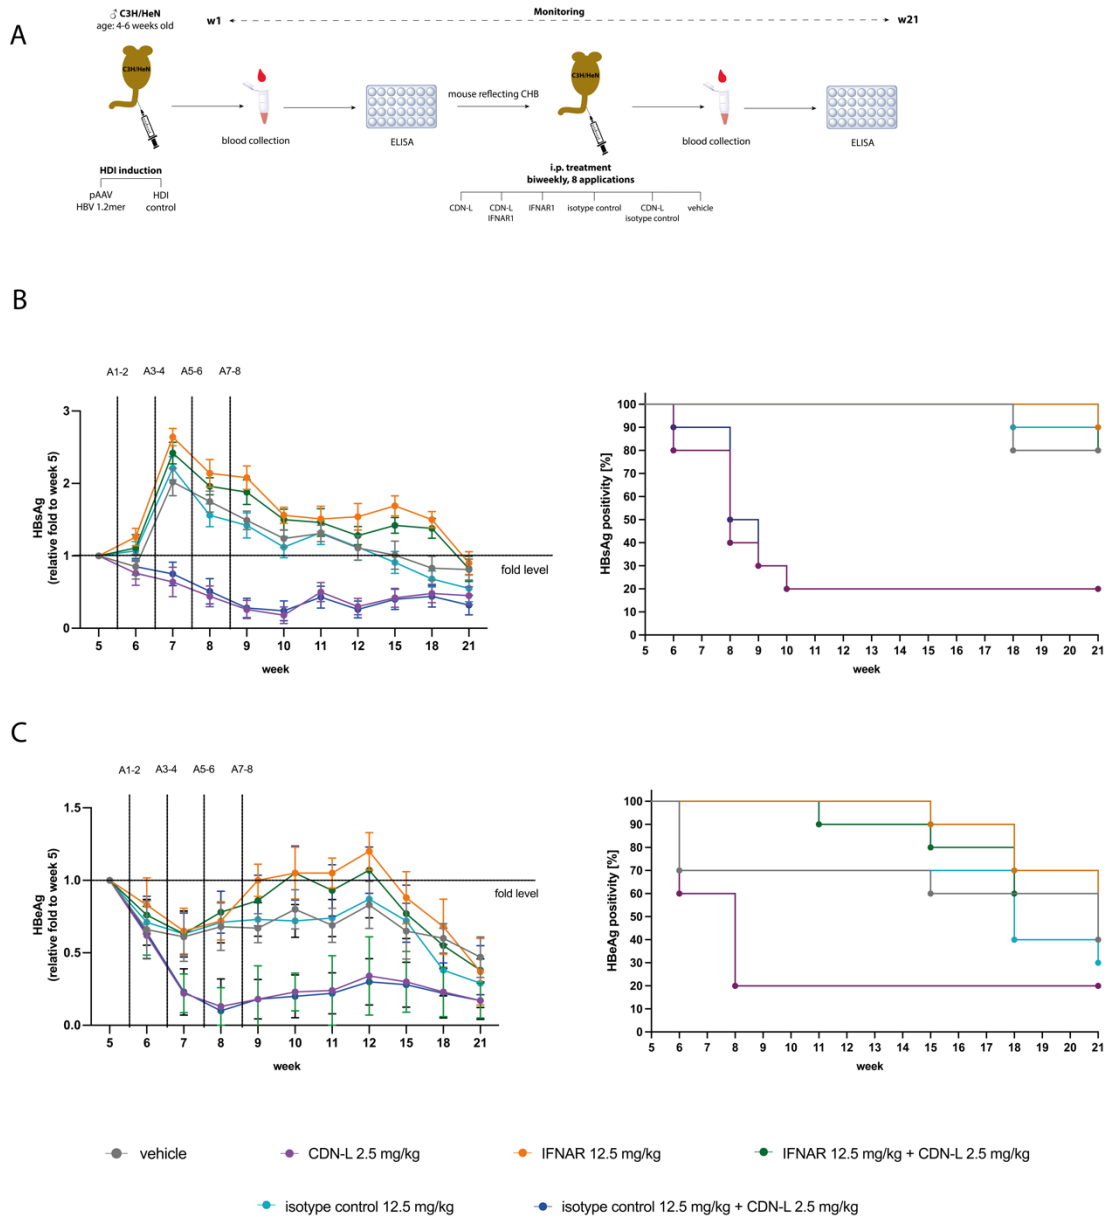 A
♂ C3H/HeN
age: 4-6 weeks old
w1
Monitoring
w21
C3H/HeN
C3H/HeN
mouse reflecting CHB
blood collection
ELISA
blood collection
ELISA
HDI induction
pAAV
HBV 1.2mer
HDI
control
i.p. treatment
biweekly, 8 applications
CDN-L
CDN-L
IFNAR1
IFNAR1
isotype control
CDN-L
isotype control
vehicle
B
A1-2 A3-4 A5-6 A7-8
HBsAg
(relative fold to week 5)
3
2
1
0
fold level
5 6 7 8 9 10 11 12 15 18 21
week
HBsAg positivity [%]
100
90
80
70
60
50
40
30
20
10
0
5 6 7 8 9 10 11 12 13 14 15 16 17 18 19 20 21
week
C
A1-2 A3-4 A5-6 A7-8
HBeAg
(relative fold to week 5)
1.5
1.0
0.5
0.0
fold level
5 6 7 8 9 10 11 12 15 18 21
week
HBeAg positivity [%]
100
90
80
70
60
50
40
30
20
10
0
5 6 7 8 9 10 11 12 13 14 15 16 17 18 19 20 21
week
vehicle
CDN-L 2.5 mg/kg
IFNAR 12.5 mg/kg
IFNAR 12.5 mg/kg + CDN-L 2.5 mg/kg
isotype control 12.5 mg/kg
isotype control 12.5 mg/kg + CDN-L 2.5 mg/kg